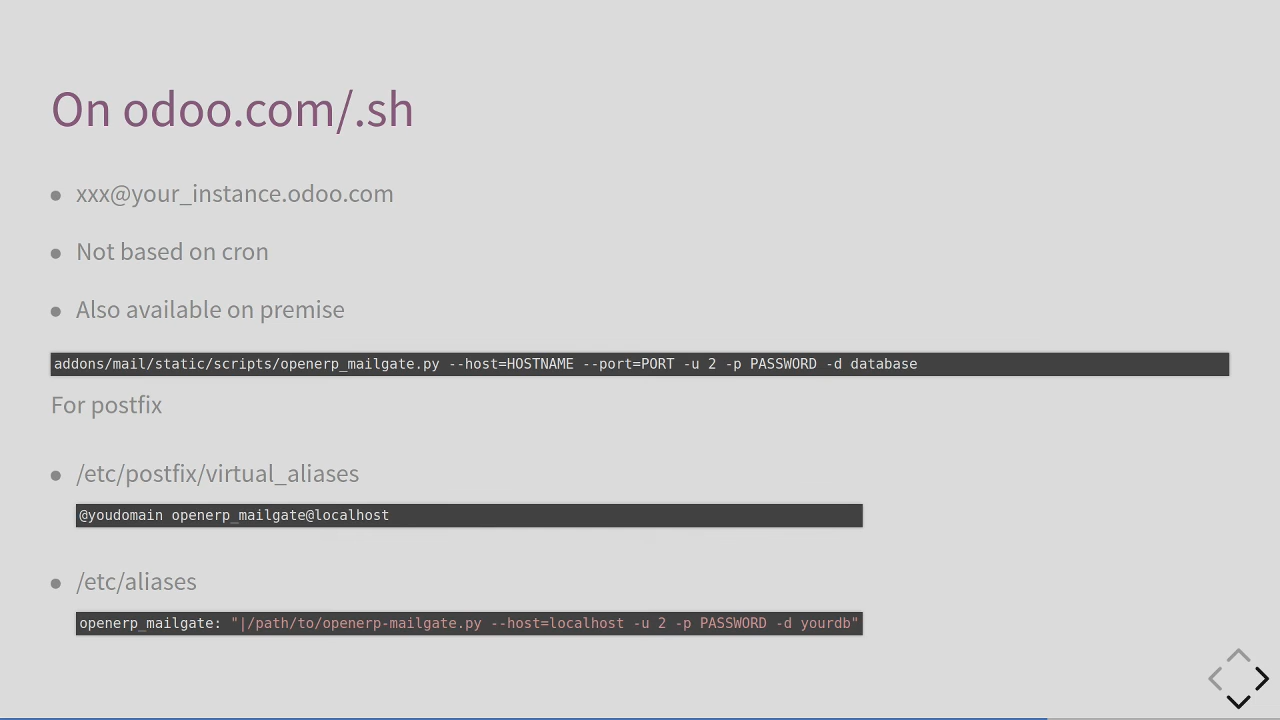 On odoo.com/.sh
xxx@your_instance.odoo.com
Not based on cron
Also available on premise
addons/mail/static/scripts/openerp_mailgate.py --host=HOSTNAME --port=PORT -u 2 -p PASSWORD -d database
For postfix
/etc/postfix/virtual_aliases
@youdomain openerp_mailgate@localhost
/etc/aliases
openerp_mailgate: "|/path/to/openerp-mailgate.py --host=localhost -u 2 -p PASSWORD -d yourdb"